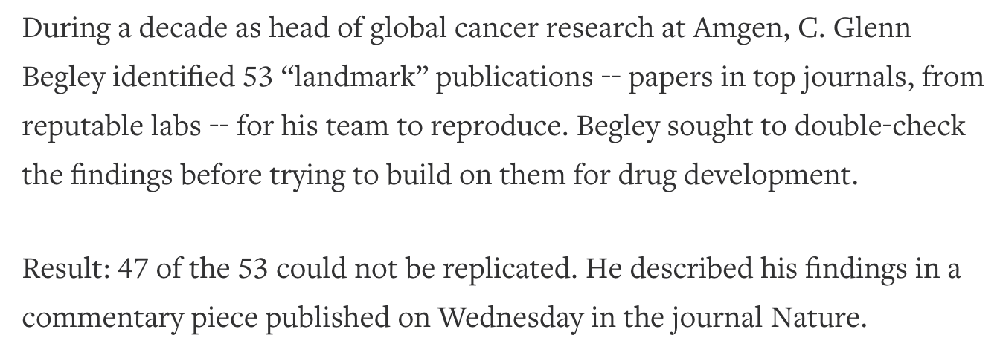 During a decade as head of global cancer research at Amgen, C. Glenn
Begley identified 53 “landmark” publications -- papers in top journals, from
reputable labs -- for his team to reproduce. Begley sought to double-check
the findings before trying to build on them for drug development.
Result: 47 of the 53 could not be replicated. He described his findings in a
commentary piece published on Wednesday in the journal Nature.